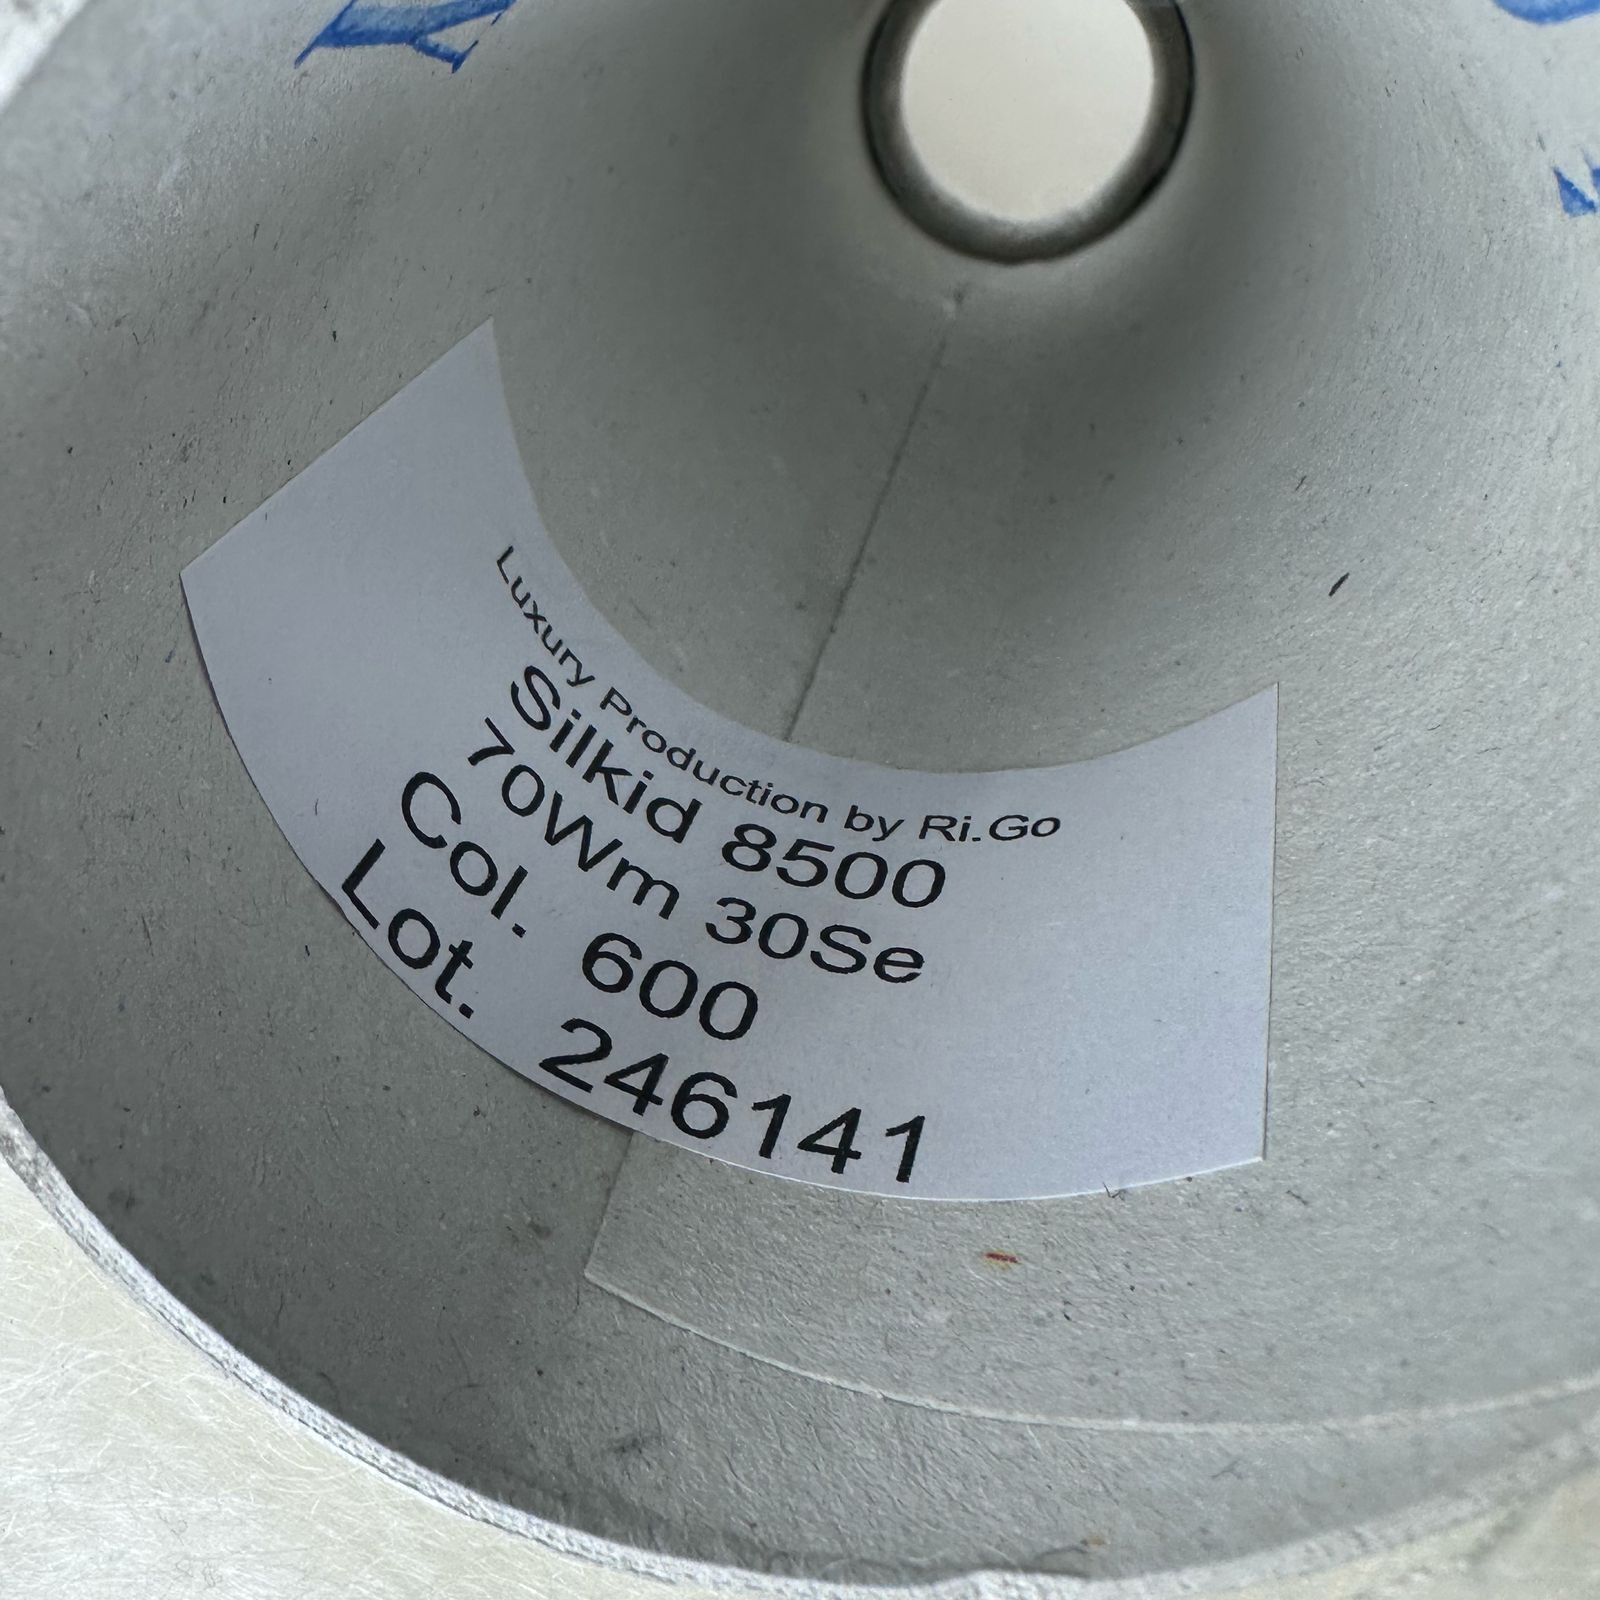 Luxury Production by Ri.Go
Silkid 8500
70Wm 30Se
Col. 600
Lot. 246141